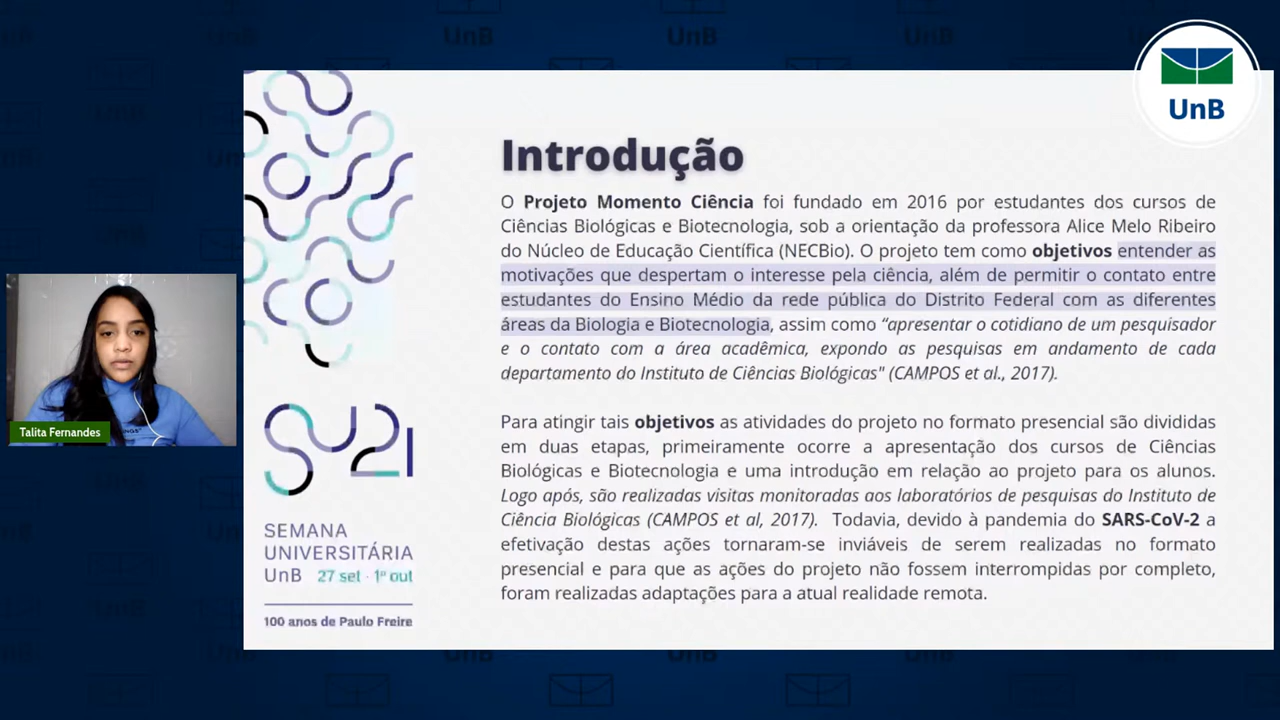 UnB
Introdução
O Projeto Momento Ciência foi fundado em 2016 por estudantes dos cursos de
Ciências Biológicas e Biotecnologia, sob a orientação da professora Alice Melo Ribeiro
do Núcleo de Educação Científica (NECBio). O projeto tem como objetivos entender as
motivações que despertam o interesse pela ciência, além de permitir o contato entre
estudantes do Ensino Médio da rede pública do Distrito Federal com as diferentes
áreas da Biologia e Biotecnologia, assim como “apresentar o cotidiano de um pesquisador
e o contato com a área acadêmica, expondo as pesquisas em andamento de cada
departamento do Instituto de Ciências Biológicas" (CAMPOS et al., 2017).
Para atingir tais objetivos as atividades do projeto no formato presencial são divididas
em duas etapas, primeiramente ocorre a apresentação dos cursos de Ciências
Biológicas e Biotecnologia e uma introdução em relação ao projeto para os alunos.
Logo após, são realizadas visitas monitoradas aos laboratórios de pesquisas do Instituto de
Ciência Biológicas (CAMPOS et al, 2017). Todavia, devido à pandemia do SARS-CoV-2 a
efetivação destas ações tornaram-se inviáveis de serem realizadas no formato
presencial e para que as ações do projeto não fossem interrompidas por completo,
foram realizadas adaptações para a atual realidade remota.
Talita Fernandes
SU21
SEMANA
UNIVERSITÁRIA
UnB 27 set · 1º out
100 anos de Paulo Freire